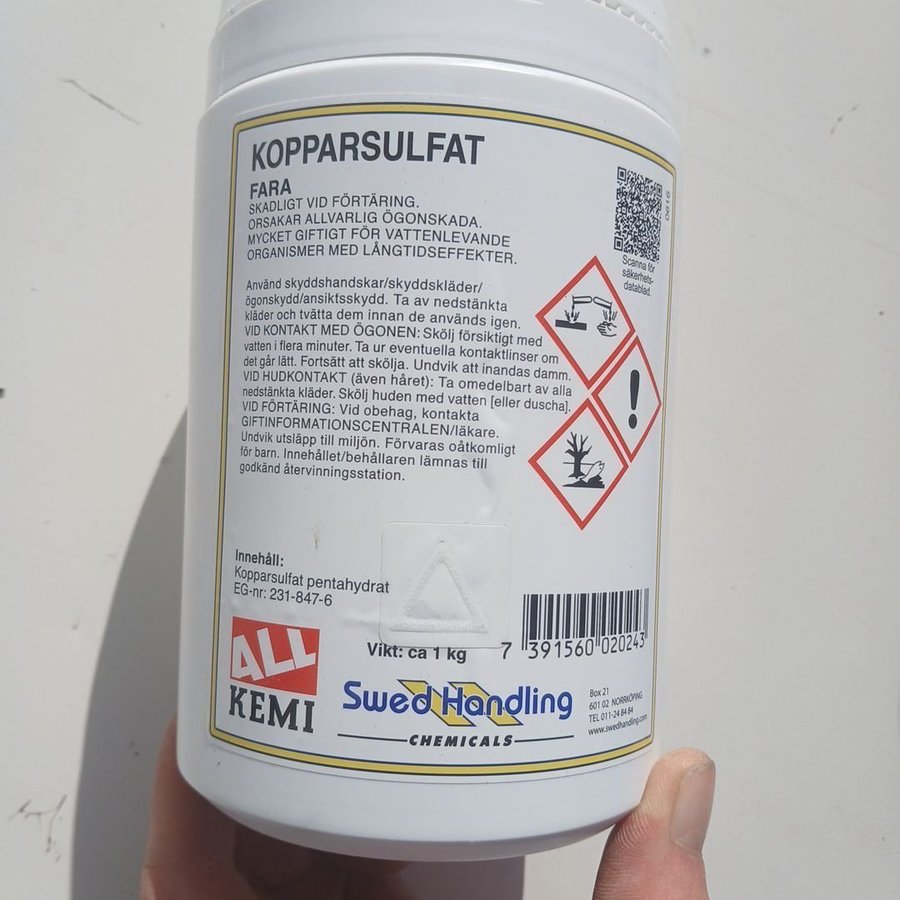 KOPPARSULFAT
FARA
SKADLIGT VID FÖRTÄRING.
ORSAKAR ALLVARLIG ÖGONSKADA.
MYCKET GIFTIGT FÖR VATTENLEVANDE
ORGANISMER MED LÅNGTIDSEFFEKTER.
0616
Scanna för
säkerhets-
datablad.
Använd skyddshandskar/skyddskläder/
ögonskydd/ansiktsskydd. Ta av nedstänkta
kläder och tvätta dem innan de används igen.
VID KONTAKT MED ÖGONEN: Skölj försiktigt med
vatten i flera minuter. Ta ur eventuella kontaktlinser om
det går lätt. Fortsätt att skölja. Undvik att inandas damm.
VID HUDKONTAKT (även håret): Ta omedelbart av alla
nedstänkta kläder. Skölj huden med vatten [eller duscha].
VID FÖRTÄRING: Vid obehag, kontakta
GIFTINFORMATIONSCENTRALEN/läkare.
Undvik utsläpp till miljön. Förvaras oåtkomligt
för barn. Innehållet/behållaren lämnas till
godkänd återvinningsstation.
Innehåll:
Kopparsulfat pentahydrat
EG-nr: 231-847-6
Vikt: ca 1 kg
7 391560 020243
ALL
KEMI
Swed Handling
CHEMICALS
Box 21
601 02 NORRKÖPING
TEL 011-24 84 84
www.swedhandling.com